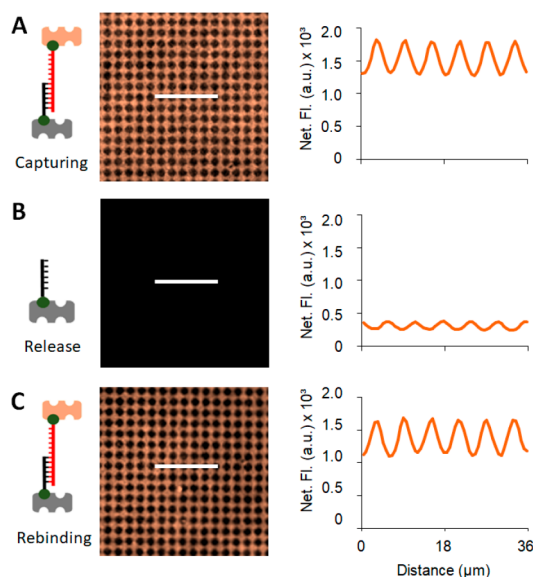 A
Capturing
Net. Fl. (a.u.) x 10³
2.0
1.5
1.0
0.5
0
B
Release
Net. Fl. (a.u.) x 10³
2.0
1.5
1.0
0.5
0
C
Rebinding
Net. Fl. (a.u.) x 10³
2.0
1.5
1.0
0.5
0
0 18 36
Distance (µm)